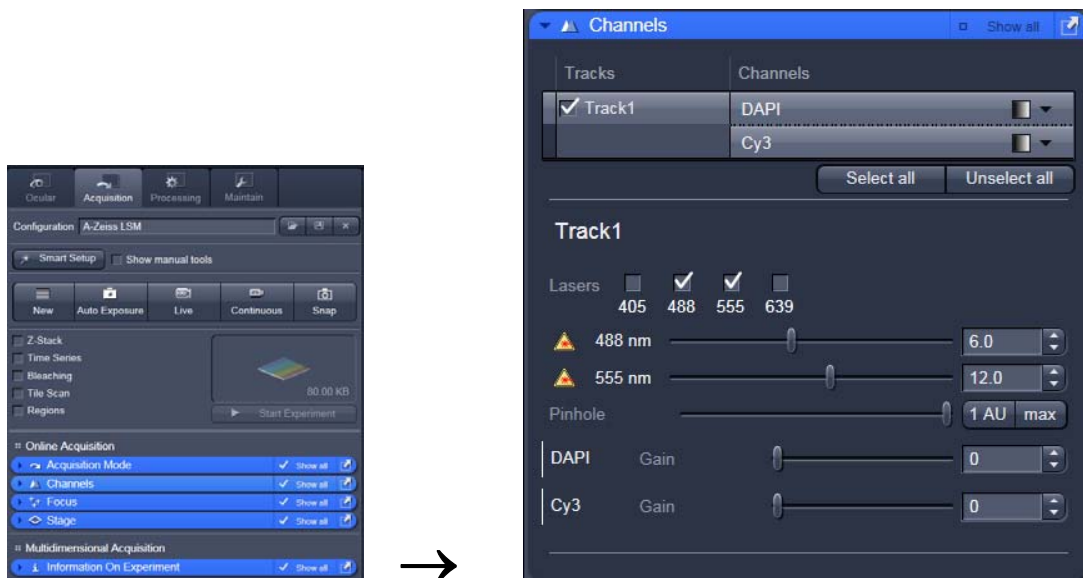 Ocular Acquisition Processing Maintain
Configuration A-Zeiss LSM
Smart Setup Show manual tools
New Auto Exposure Live Continuous Snap
Z-Stack
Time Series
Bleaching
Tile Scan
80.00 KB
Regions
Start Experiment
Online Acquisition
Acquisition Mode Show all
Channels Show all
Focus Show all
Stage Show all
Multidimensional Acquisition
Information On Experiment Show all
→
Channels Show all
Tracks Channels
Track1 DAPI
Cy3
Select all Unselect all
Track1
Lasers
405 488 555 639
488 nm 6.0
555 nm 12.0
Pinhole 1 AU max
DAPI Gain 0
Cy3 Gain 0